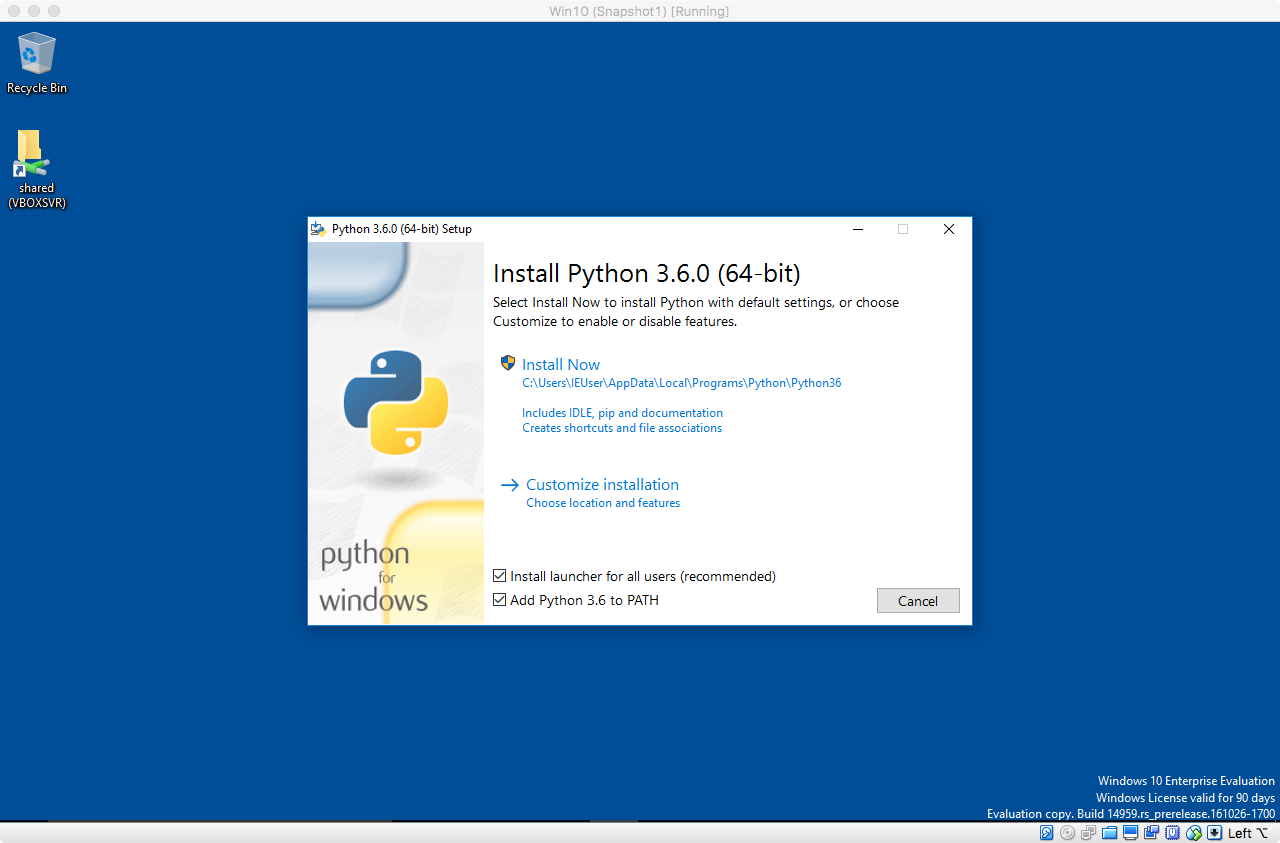 Win10 (Snapshot1) [Running]
Recycle Bin
shared
(VBOXSVR)
Python 3.6.0 (64-bit) Setup
Install Python 3.6.0 (64-bit)
Select Install Now to install Python with default settings, or choose
Customize to enable or disable features.
Install Now
C:\Users\IEUser\AppData\Local\Programs\Python\Python36
Includes IDLE, pip and documentation
Creates shortcuts and file associations
Customize installation
Choose location and features
python
for
windows
Install launcher for all users (recommended)
Add Python 3.6 to PATH
Cancel
Windows 10 Enterprise Evaluation
Windows License valid for 90 days
Evaluation copy. Build 14959.rs_prerelease.161026-1700
Left ⌥